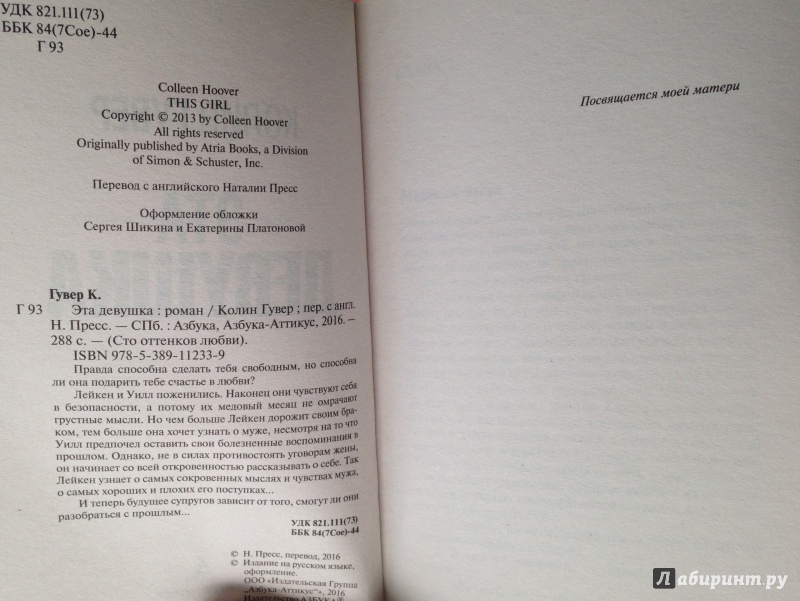 УДК 821.111(73)
ББК 84(7Сое)-44
Г 93
Colleen Hoover
THIS GIRL
Copyright © 2013 by Colleen Hoover
All rights reserved
Originally published by Atria Books, a Division
of Simon & Schuster, Inc.
Перевод с английского Наталии Пресс
Оформление обложки
Сергея Шикина и Екатерины Платоновой
Гувер К.
Г 93 Эта девушка : роман / Колин Гувер ; пер. с англ.
Н. Пресс. — СПб. : Азбука, Азбука-Аттикус, 2016. –
288 с. — (Сто оттенков любви).
ISBN 978-5-389-11233-9
Правда способна сделать тебя свободным, но способна
ли она подарить тебе счастье в любви?
Лейкен и Уилл поженились. Наконец они чувствуют себя
в безопасности, а потому их медовый месяц не омрачают
грустные мысли. Но чем больше Лейкен дорожит своим бра-
ком, тем больше она хочет узнать о муже, несмотря на то что
Уилл предпочел оставить свои болезненные воспоминания в
прошлом. Однако, не в силах противостоять уговорам жены,
он начинает со всей откровенностью рассказывать о себе. Так
Лейкен узнает о самых сокровенных мыслях и чувствах мужа,
о самых хороших и плохих его поступках...
И теперь будущее супругов зависит от того, смогут ли они
разобраться с прошлым...
УДК 821.111(73)
ББК 84(7Сое)-44
© Н. Пресс, перевод, 2016
© Издание на русском языке,
оформление.
ООО «Издательская Группа
„Азбука-Аттикус“», 2016
Издательство АЗБУКА®
Посвящается моей матери
Лабиринт.ру